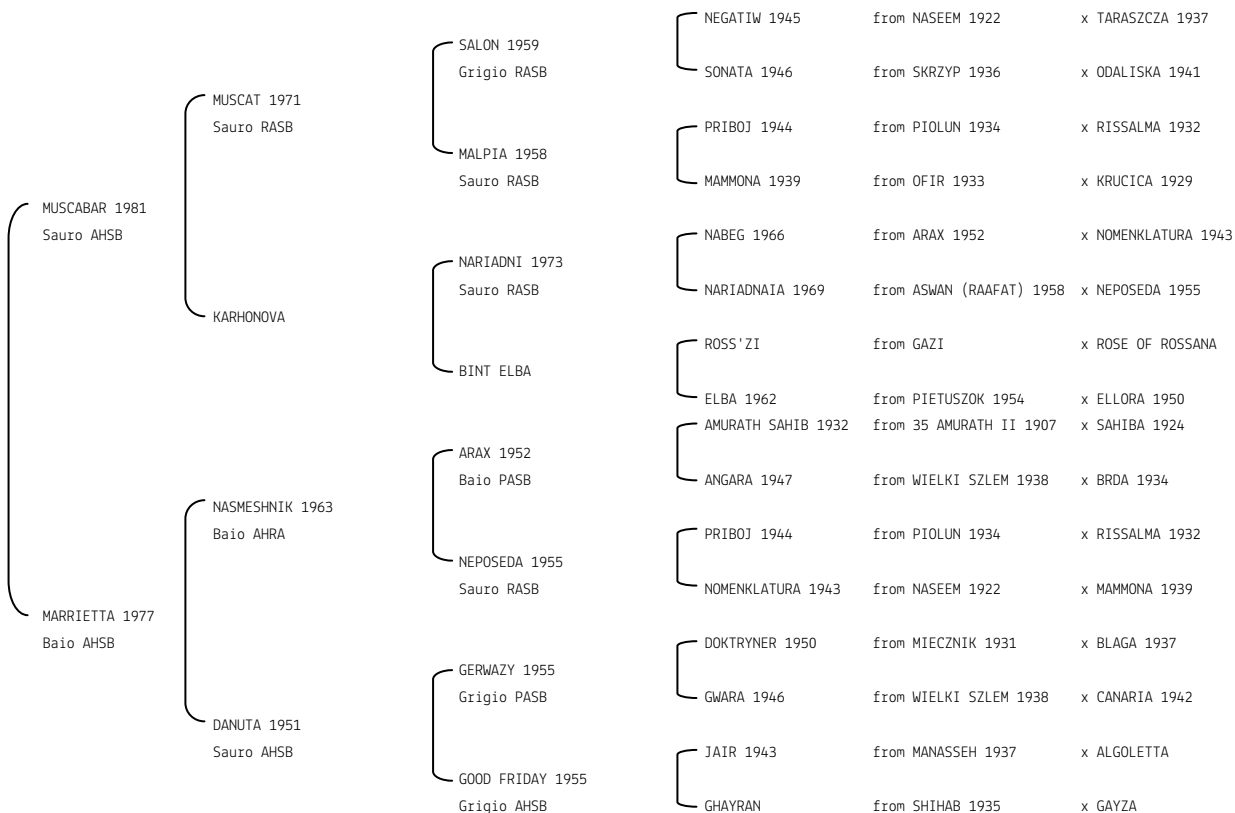 NEGATIW 1945 from NASEEM 1922 x TARASZCZA 1937
SALON 1959
Grigio RASB
SONATA 1946 from SKRZYP 1936 x ODALISKA 1941
MUSCAT 1971
Sauro RASB
PRIBOJ 1944 from PIOLUN 1934 x RISSALMA 1932
MALPIA 1958
Sauro RASB
MAMMONA 1939 from OFIR 1933 x KRUCICA 1929
MUSCABAR 1981
Sauro AHSB
NABEG 1966 from ARAX 1952 x NOMENKLATURA 1943
NARIADNI 1973
Sauro RASB
NARIADNAIA 1969 from ASWAN (RAAFAT) 1958 x NEPOSEDA 1955
KARHONOVA
ROSS'ZI from GAZI x ROSE OF ROSSANA
BINT ELBA
ELBA 1962 from PIETUSZOK 1954 x ELLORA 1950
AMURATH SAHIB 1932 from 35 AMURATH II 1907 x SAHIBA 1924
ARAX 1952
Baio PASB
ANGARA 1947 from WIELKI SZLEM 1938 x BRDA 1934
NASMESHNIK 1963
Baio AHRA
PRIBOJ 1944 from PIOLUN 1934 x RISSALMA 1932
NEPOSEDA 1955
Sauro RASB
NOMENKLATURA 1943 from NASEEM 1922 x MAMMONA 1939
MARRIETTA 1977
Baio AHSB
DOKTRYNER 1950 from MIECZNIK 1931 x BLAGA 1937
GERWAZY 1955
Grigio PASB
GWARA 1946 from WIELKI SZLEM 1938 x CANARIA 1942
DANUTA 1951
Sauro AHSB
JAIR 1943 from MANASSEH 1937 x ALGOLETTA
GOOD FRIDAY 1955
Grigio AHSB
GHAYRAN from SHIHAB 1935 x GAYZA